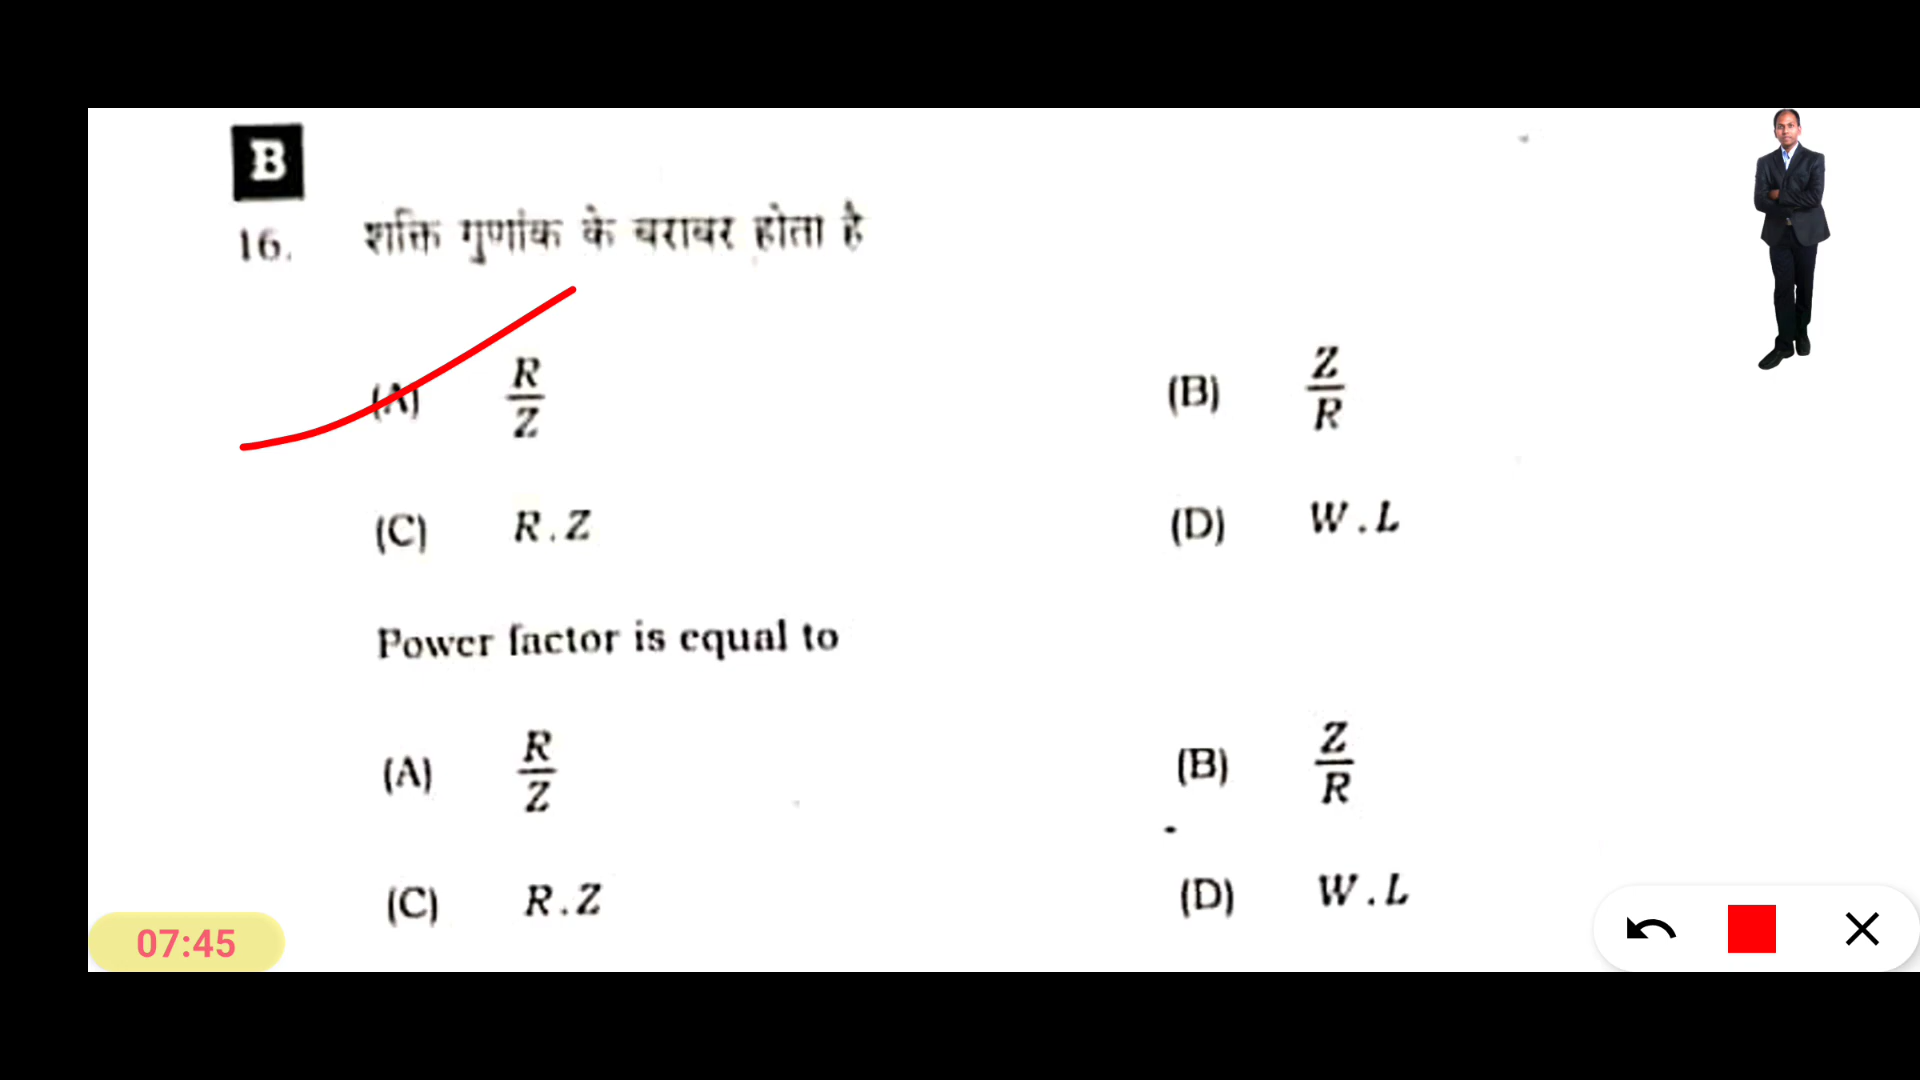 B
16. शक्ति गुणांक के बराबर होता है
(A) R/Z (B) Z/R
(C) R.Z (D) W.L
Power factor is equal to
(A) R/Z (B) Z/R
(C) R.Z (D) W.L
07:45